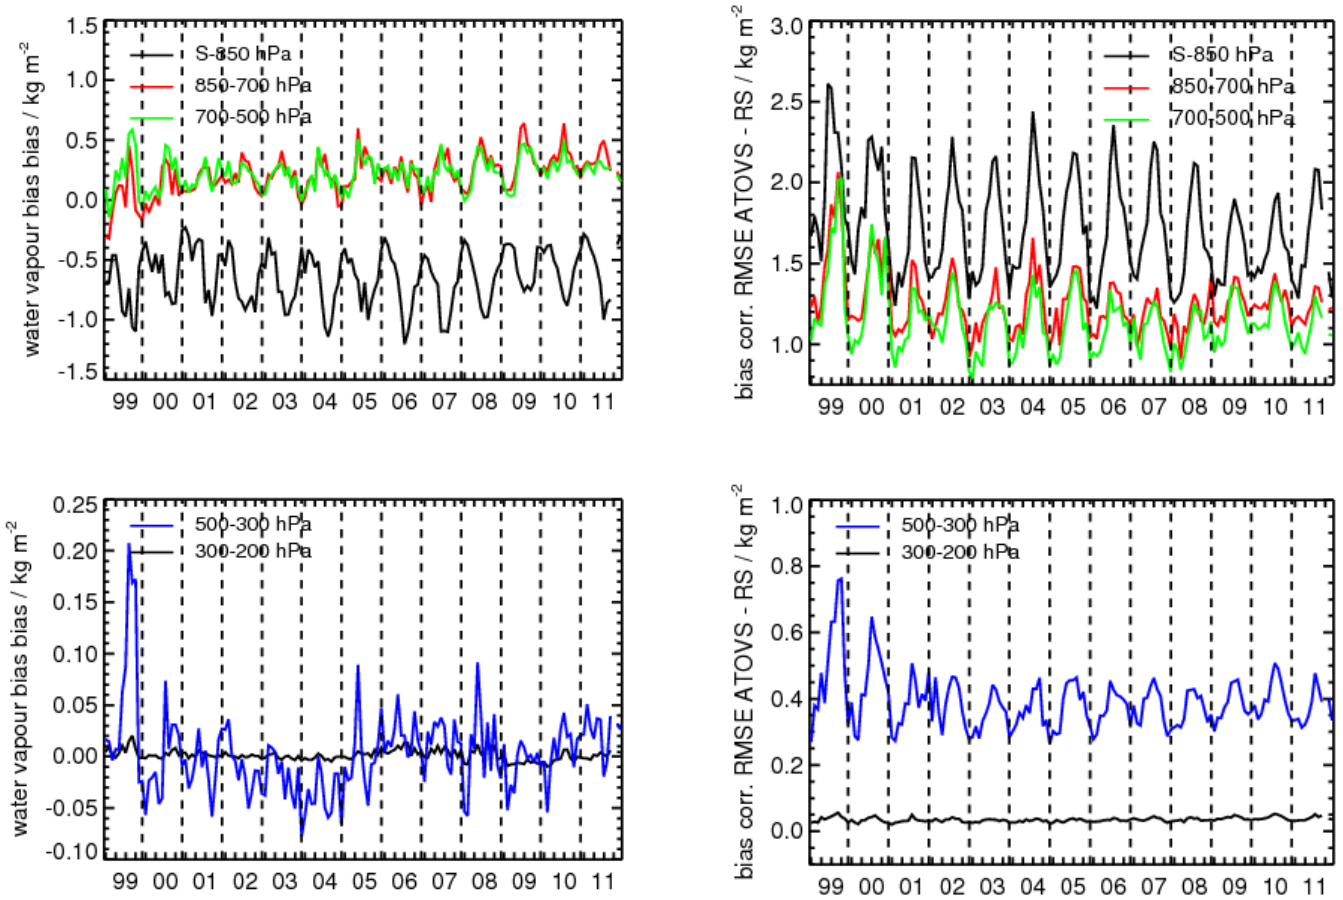 water vapour bias bias / kg m-2
1.5
1.0
0.5
0.0
-0.5
-1.0
-1.5
S-850 hPa
850-700 hPa
700-500 hPa
99 00 01 02 03 04 05 06 07 08 09 10 11
bias corr. RMSE ATOVS - RS / kg m-2
3.0
2.5
2.0
1.5
1.0
S-850 hPa
850-700 hPa
700-500 hPa
99 00 01 02 03 04 05 06 07 08 09 10 11
water vapour bias bias / kg m-2
0.25
0.20
0.15
0.10
0.05
0.00
-0.05
-0.10
500-300 hPa
300-200 hPa
99 00 01 02 03 04 05 06 07 08 09 10 11
bias corr. RMSE ATOVS - RS / kg m-2
1.0
0.8
0.6
0.4
0.2
0.0
500-300 hPa
300-200 hPa
99 00 01 02 03 04 05 06 07 08 09 10 11